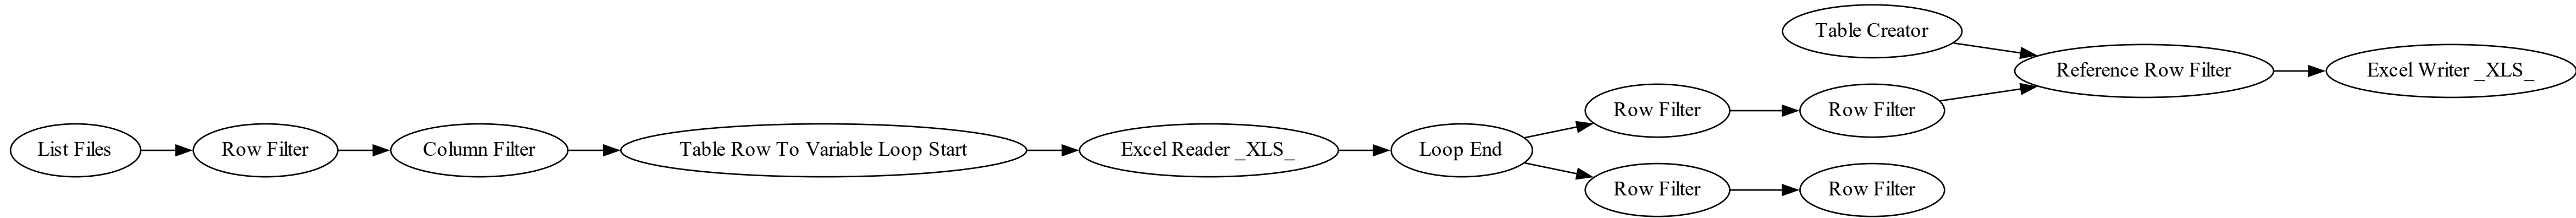 List Files
Row Filter
Column Filter
Table Row To Variable Loop Start
Excel Reader _XLS_
Loop End
Row Filter
Row Filter
Table Creator
Reference Row Filter
Excel Writer _XLS_
Row Filter
Row Filter